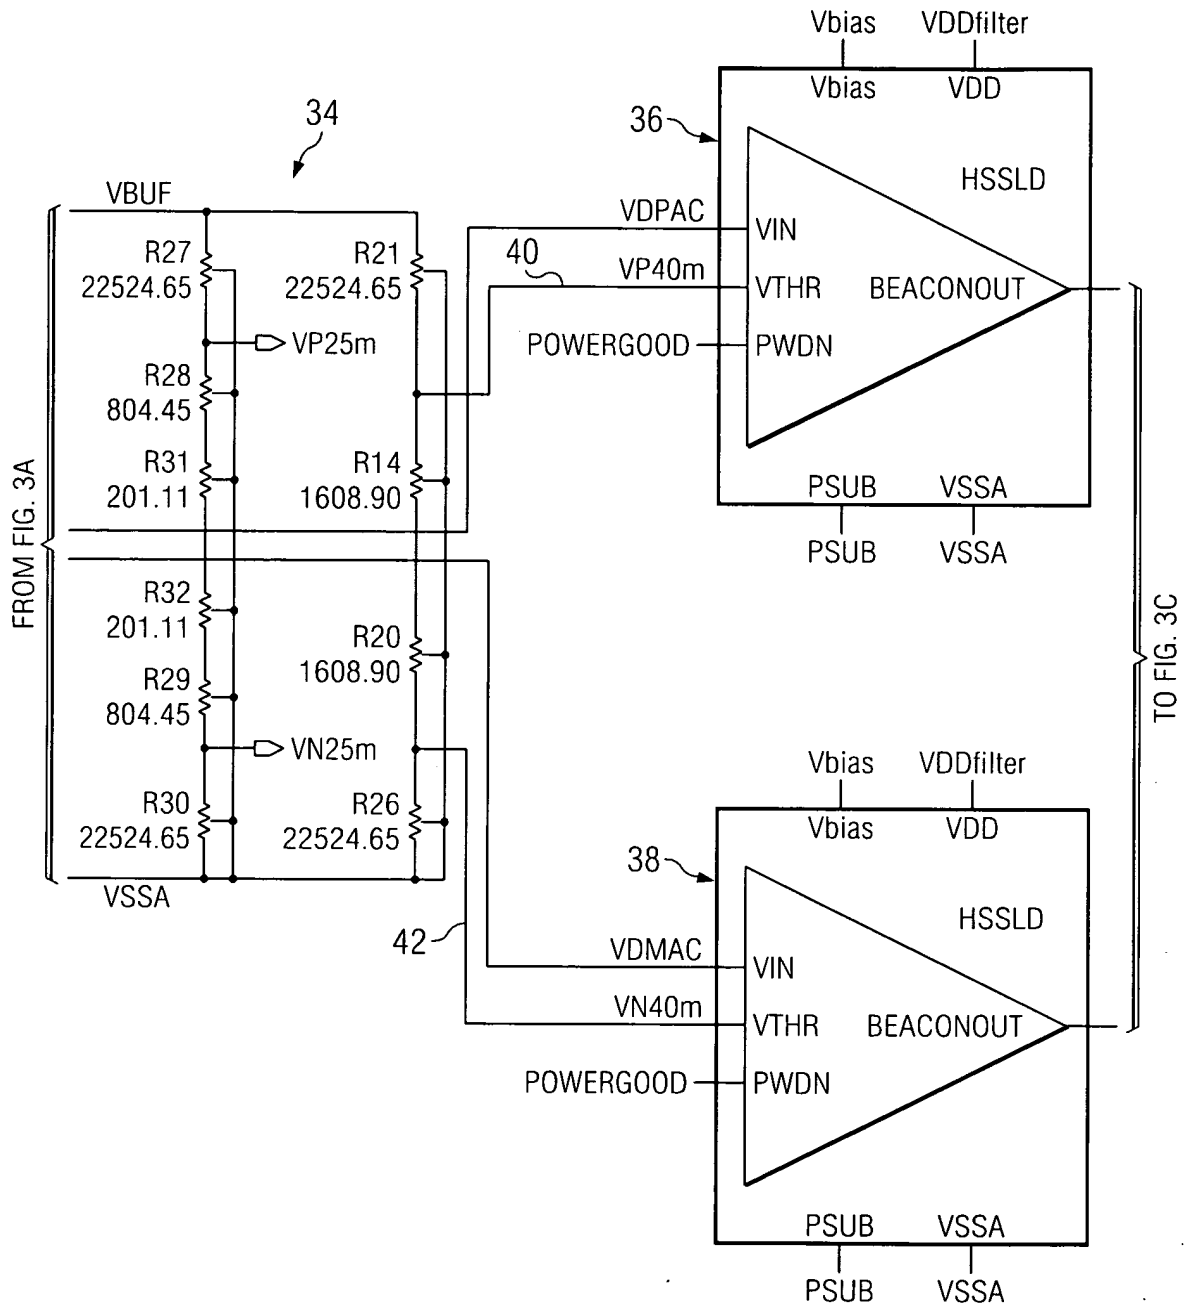 Vbias VDDfilter
Vbias VDD
34
36
HSSLD
VBUF
VDPAC
VIN
R27
22524.65
R21
22524.65
40
VP40m
VTHR
BEACONOUT
VP25m
POWERGOOD
PWDN
R28
804.45
R31
201.11
R14
1608.90
PSUB VSSA
PSUB VSSA
FROM FIG. 3A
R32
201.11
R20
1608.90
R29
804.45
TO FIG. 3C
VN25m
Vbias VDDfilter
Vbias VDD
R30
22524.65
R26
22524.65
38
VSSA
HSSLD
42
VDMAC
VIN
VN40m
VTHR
BEACONOUT
POWERGOOD
PWDN
PSUB VSSA
PSUB VSSA